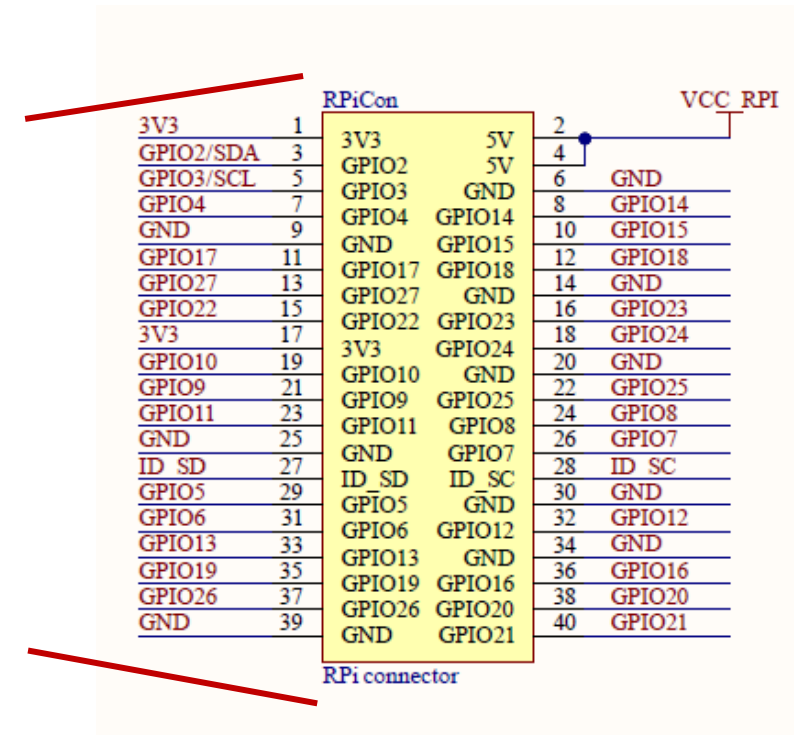 RPiCon VCC_RPI
3V3 1 3V3 5V 2
GPIO2/SDA 3 GPIO2 5V 4
GPIO3/SCL 5 GPIO3 GND 6 GND
GPIO4 7 GPIO4 GPIO14 8 GPIO14
GND 9 GND GPIO15 10 GPIO15
GPIO17 11 GPIO17 GPIO18 12 GPIO18
GPIO27 13 GPIO27 GND 14 GND
GPIO22 15 GPIO22 GPIO23 16 GPIO23
3V3 17 3V3 GPIO24 18 GPIO24
GPIO10 19 GPIO10 GND 20 GND
GPIO9 21 GPIO9 GPIO25 22 GPIO25
GPIO11 23 GPIO11 GPIO8 24 GPIO8
GND 25 GND GPIO7 26 GPIO7
ID_SD 27 ID_SD ID_SC 28 ID_SC
GPIO5 29 GPIO5 GND 30 GND
GPIO6 31 GPIO6 GPIO12 32 GPIO12
GPIO13 33 GPIO13 GND 34 GND
GPIO19 35 GPIO19 GPIO16 36 GPIO16
GPIO26 37 GPIO26 GPIO20 38 GPIO20
GND 39 GND GPIO21 40 GPIO21
RPi connector